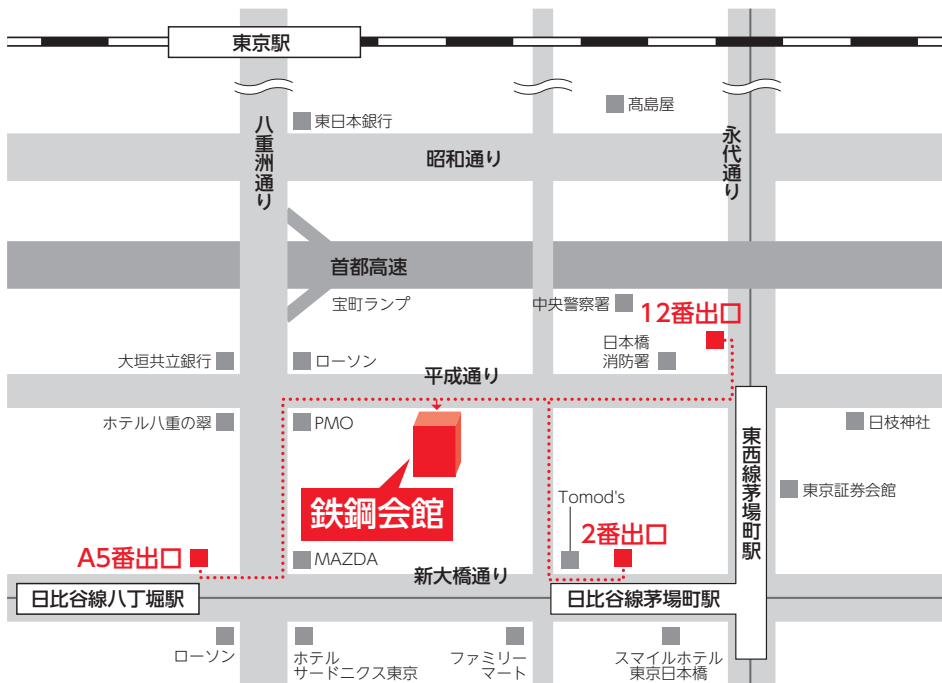 東京駅
髙島屋
東日本銀行
八重洲通り
永代通り
昭和通り
首都高速
宝町ランプ
中央警察署
12番出口
日本橋
消防署
大垣共立銀行
ローソン
平成通り
ホテル八重の翠
PMO
日枝神社
東西線茅場町駅
鉄鋼会館
Tomod's
東京証券会館
2番出口
A5番出口
MAZDA
新大橋通り
日比谷線八丁堀駅
日比谷線茅場町駅
ローソン
ホテル
サードニクス東京
ファミリー
マート
スマイルホテル
東京日本橋